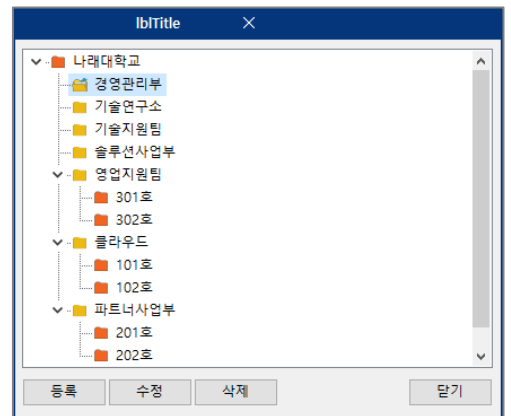 lblTitle
나래대학교
경영관리부
기술연구소
기술지원팀
솔루션사업부
영업지원팀
301호
302호
클라우드
101호
102호
파트너사업부
201호
202호
등록 수정 삭제 닫기